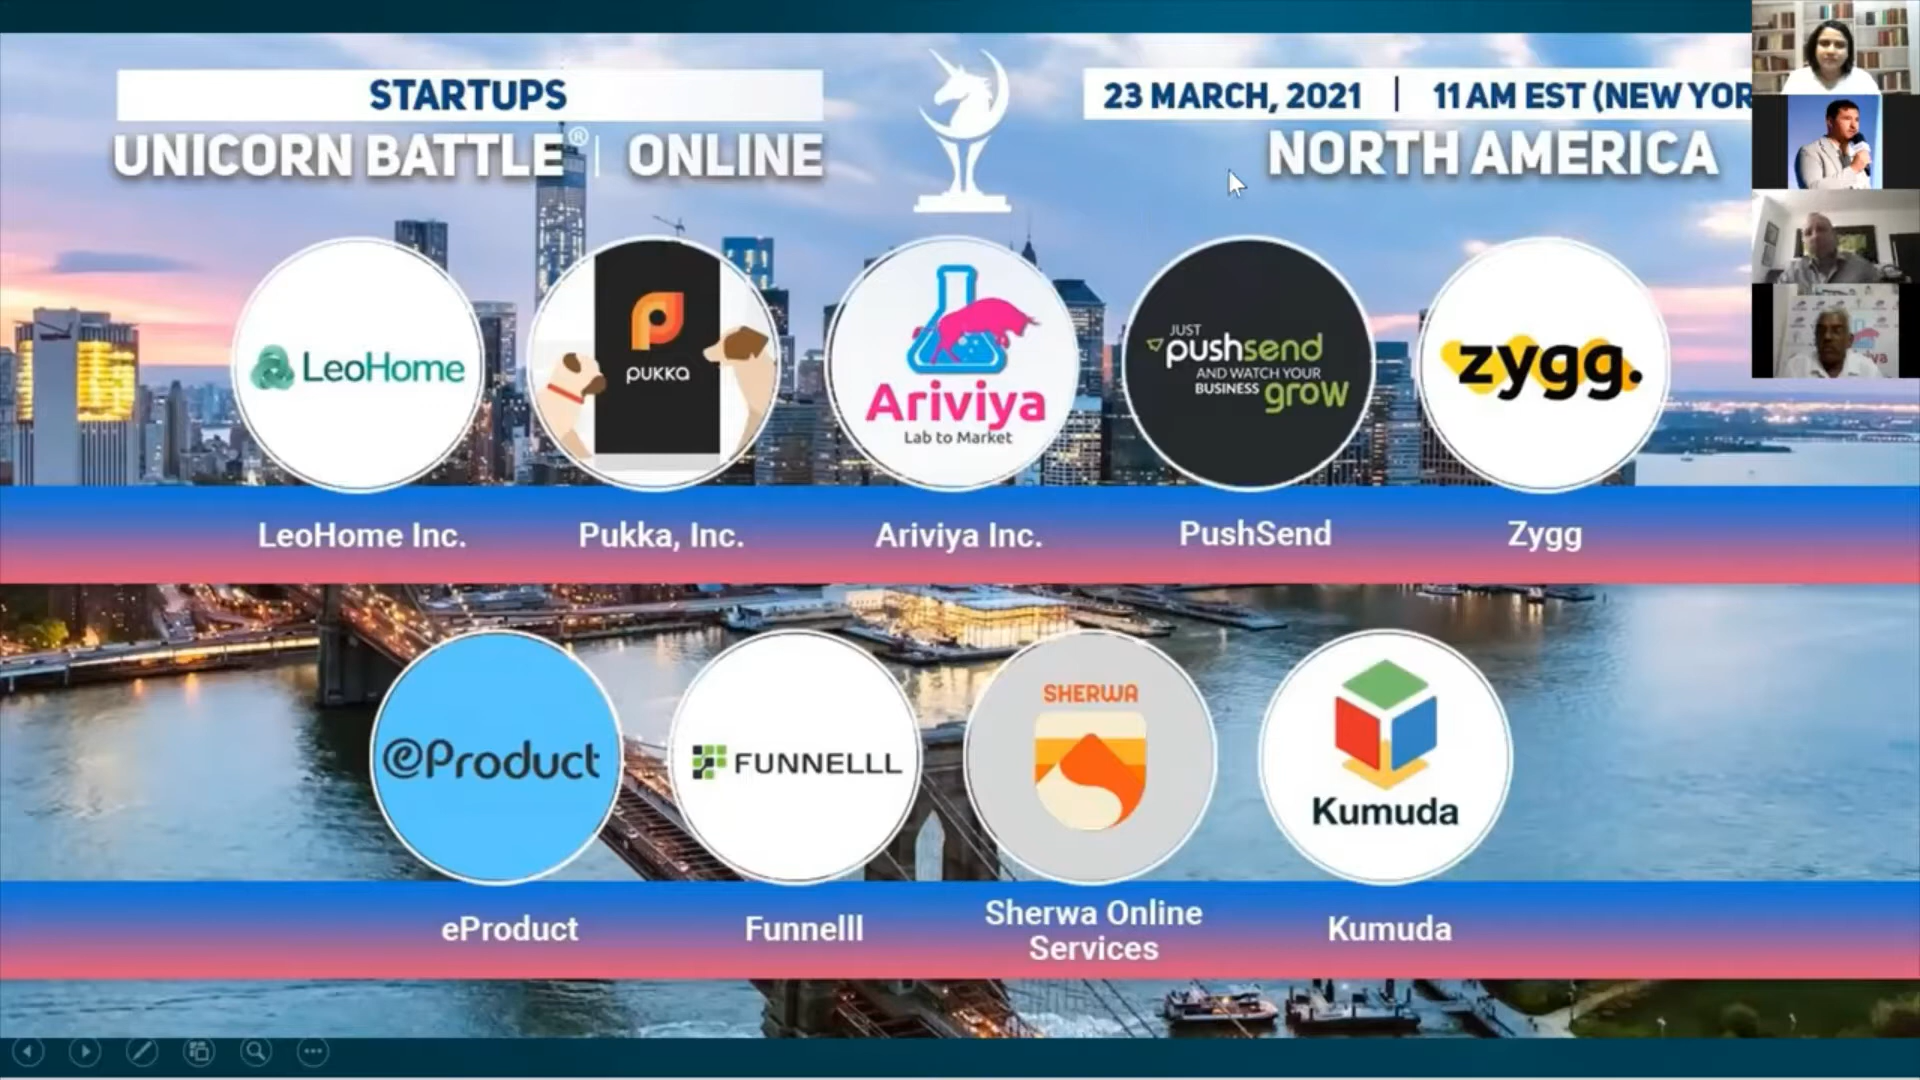 STARTUPS
UNICORN BATTLE® | ONLINE
23 MARCH, 2021 | 11 AM EST (NEW YOR
NORTH AMERICA
LeoHome
pukka
Ariviya
Lab to Market
JUST
pushsend
AND WATCH YOUR
BUSINESS grow
zygg.
LeoHome Inc.
Pukka, Inc.
Ariviya Inc.
PushSend
Zygg
eProduct
FUNNELLL
SHERWA
Kumuda
eProduct
Funnelll
Sherwa Online
Services
Kumuda